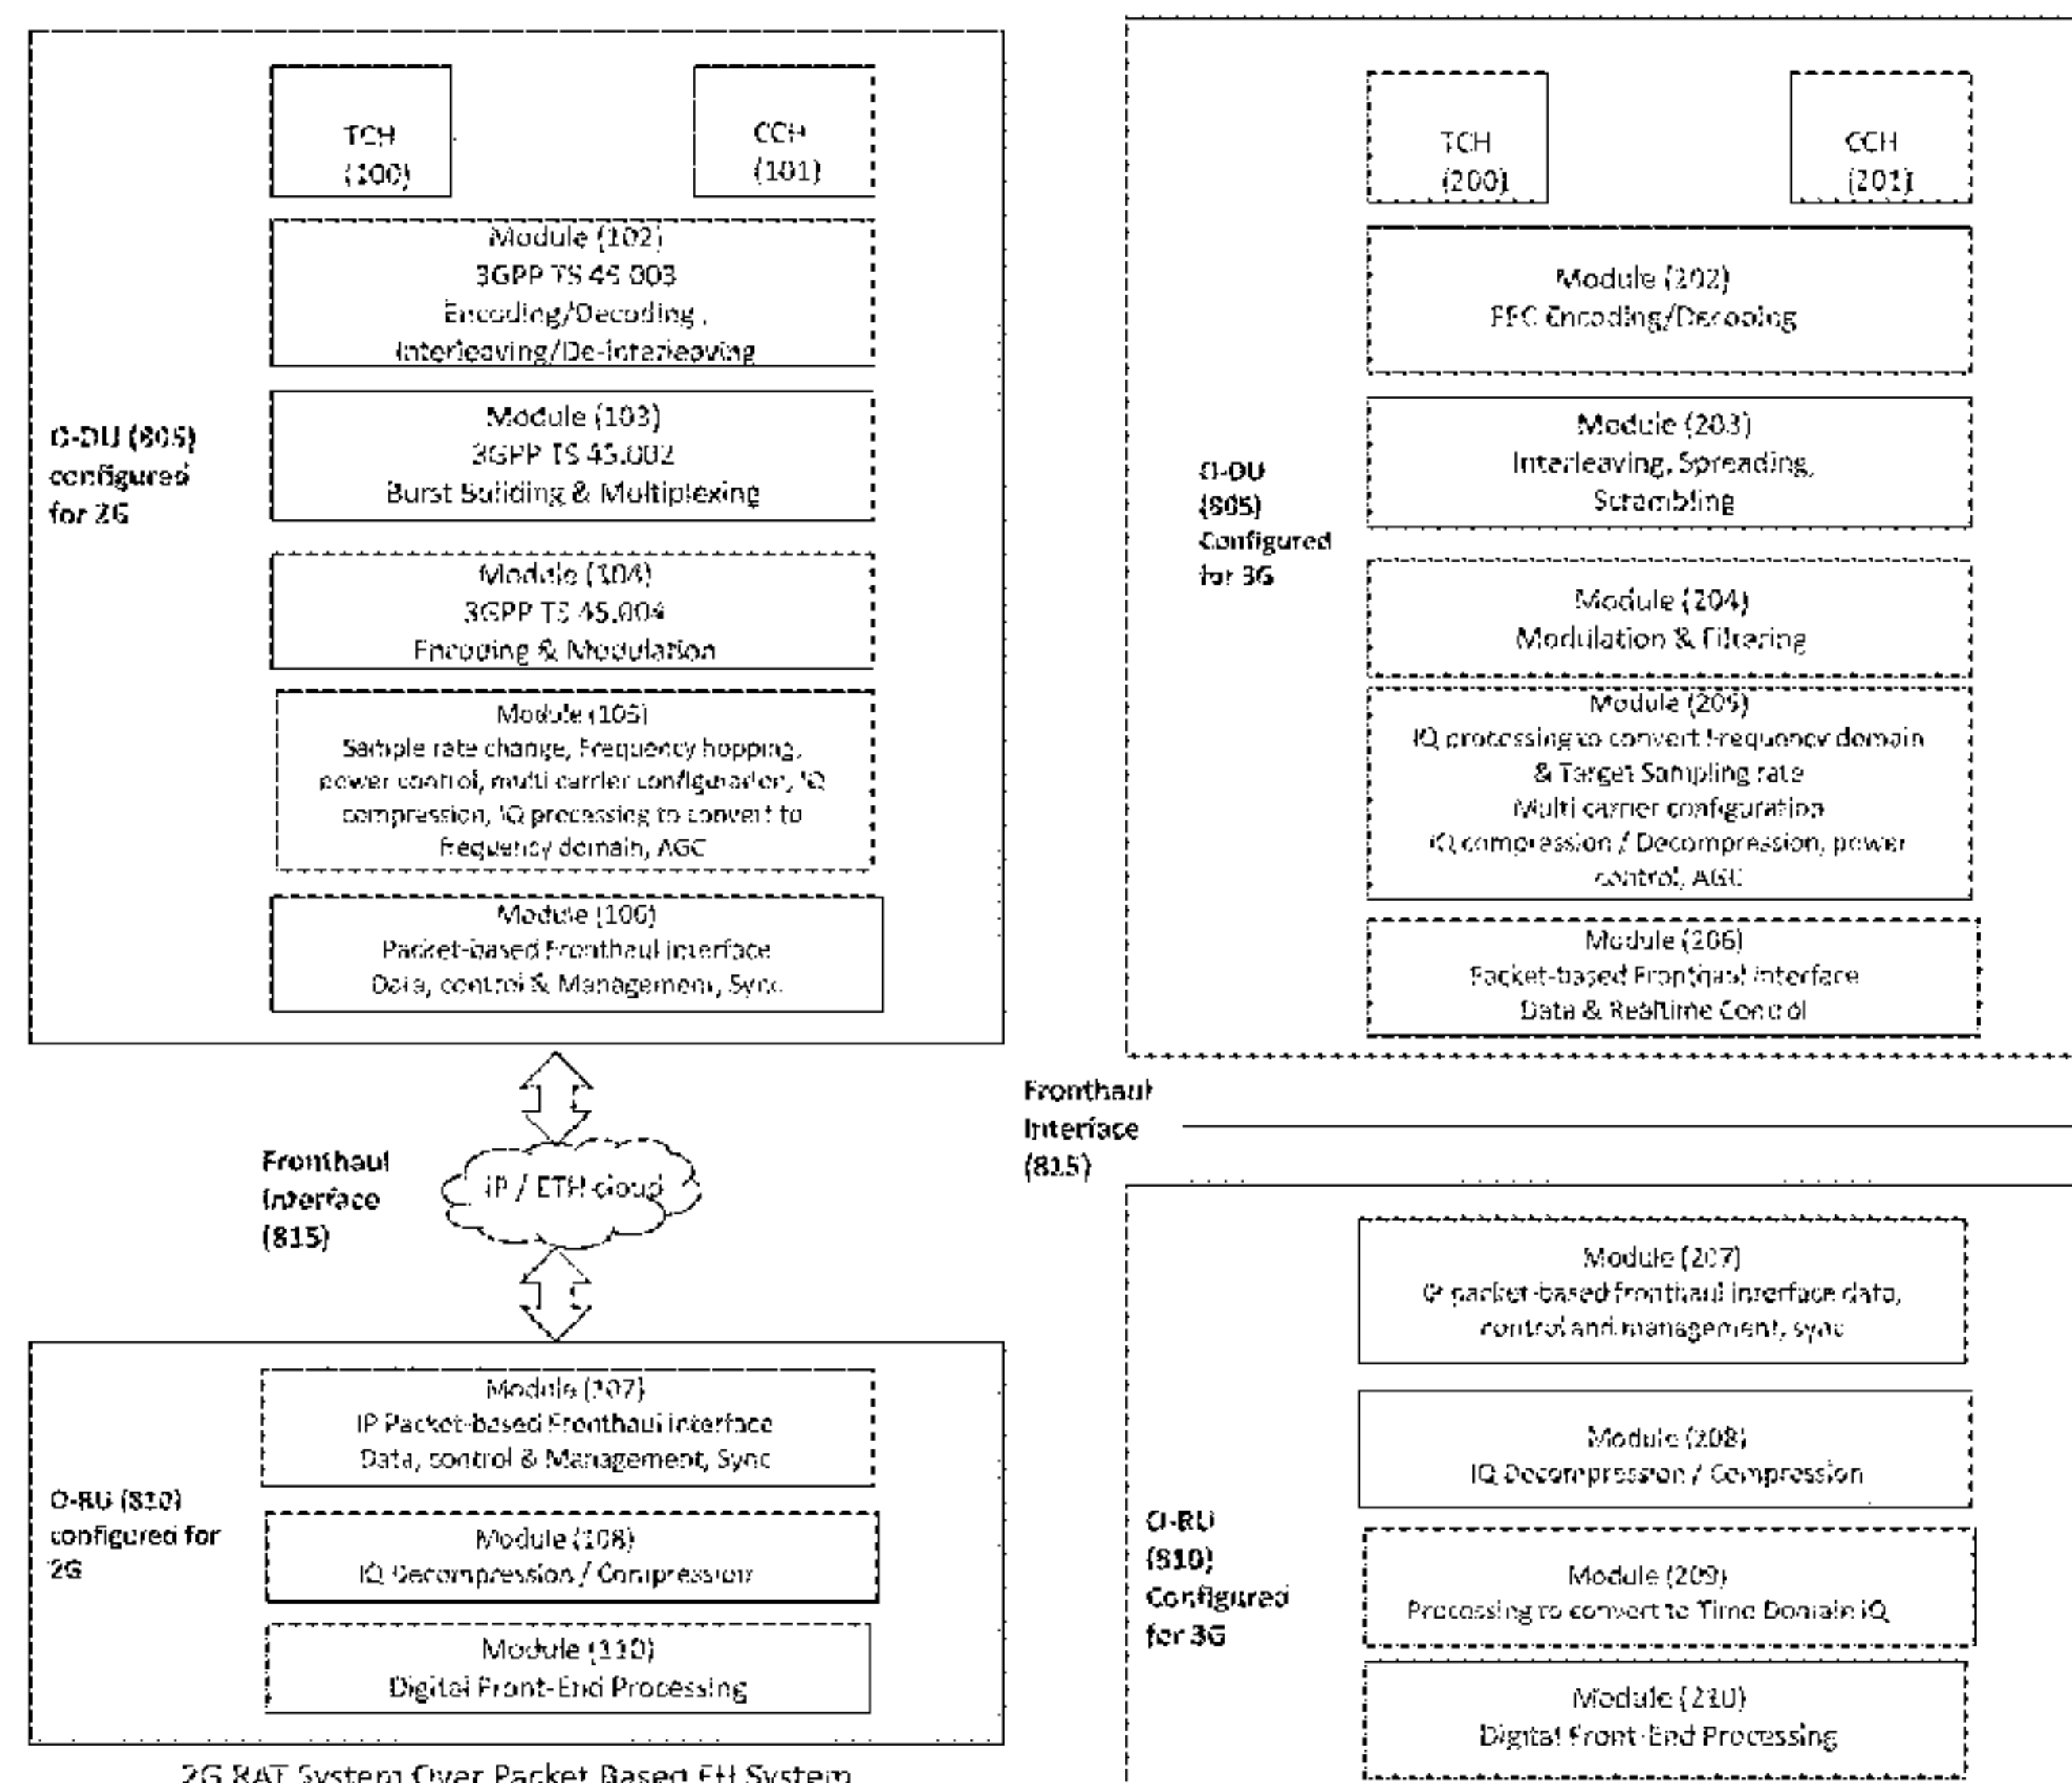 O-DU (805)
configured
for 2G
TCH
(100)
CCH
(101)
Module (102)
3GPP TS 45.003
Encoding/Decoding ,
Interleaving/De-Interleaving
Module (103)
3GPP TS 45.002
Burst Building & Multiplexing
Module (104)
3GPP TS 45.004
Encoding & Modulation
Module (105)
Sample rate change, Frequency hopping,
power control, multi carrier configuration, IQ
compression, IQ processing to convert to
frequency domain, AGC
Module (106)
Packet-based Fronthaul interface
Data, control & Management, Sync
Fronthaul
Interface
(815)
IP / ETH cloud
O-RU (810)
configured for
2G
Module (107)
IP Packet-based Fronthaul interface
Data, control & Management, Sync
Module (108)
IQ Decompression / Compression
Module (110)
Digital Front-End Processing
2G RAT System Over Packet Based FH System
O-DU
(805)
Configured
for 3G
TCH
(200)
CCH
(201)
Module (202)
FEC Encoding/Decoding
Module (203)
Interleaving, Spreading,
Scrambling
Module (204)
Modulation & Filtering
Module (205)
IQ processing to convert Frequency domain
& Target Sampling rate
Multi carrier configuration
IQ compression / Decompression, power
control, AGC
Module (206)
Packet-based Fronthaul interface
Data & Realtime Control
Fronthaul
Interface
(815)
O-RU
(810)
Configured
for 3G
Module (207)
IP packet-based fronthaul interface data,
control and management, sync
Module (208)
IQ Decompression / Compression
Module (209)
Processing to convert to Time Domain IQ
Module (210)
Digital Front-End Processing